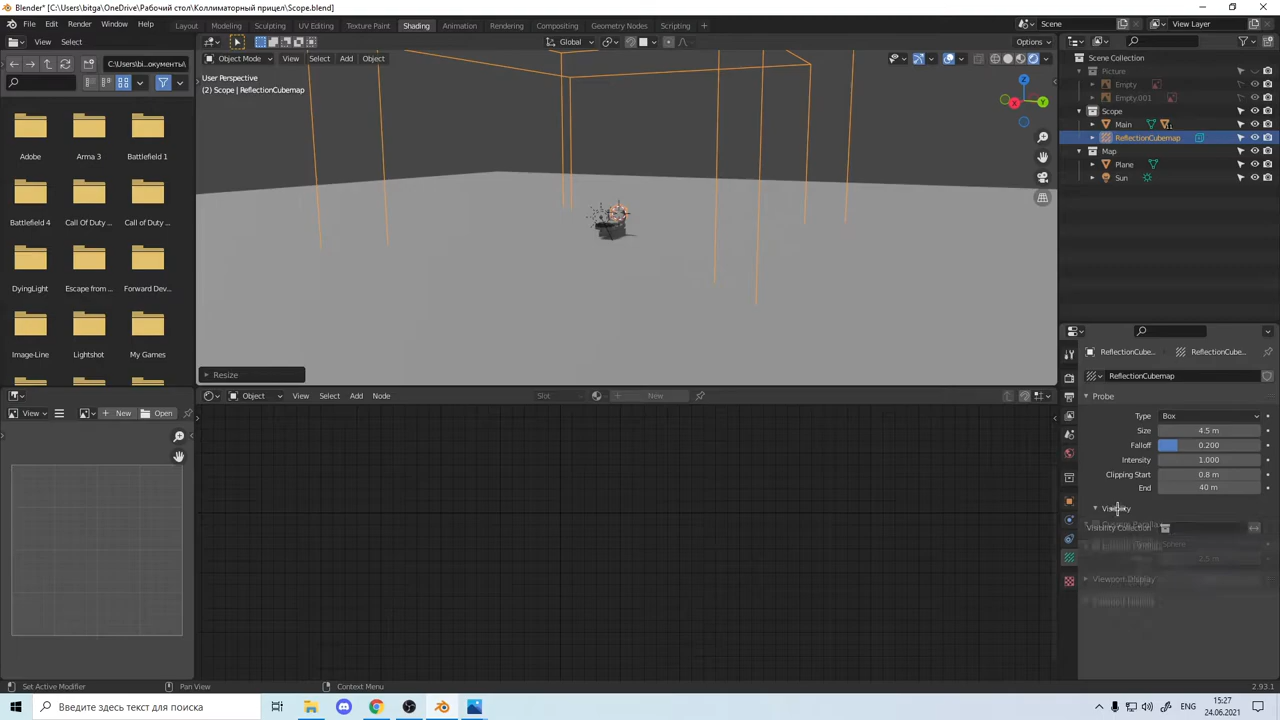 Blender* [C:\Users\bitga\OneDrive\Рабочий стол\Коллиматорный прицел\Scope.blend]
File Edit Render Window Help Layout Modeling Sculpting UV Editing Texture Paint Shading Animation Rendering Compositing Geometry Nodes Scripting + Scene View Layer
View Select
Global Options
C:\Users\bi...окументы\
Object Mode View Select Add Object
User Perspective
(2) Scope | ReflectionCubemap
Adobe Arma 3 Battlefield 1
Battlefield 4 Call Of Duty ... Call of Duty ...
DyingLight Escape from ... Forward Dev...
Image-Line Lightshot My Games
Resize
X
Y
Z
Scene Collection
Picture
Empty
Empty.001
Scope
Main
ReflectionCubemap
Map
Plane
Sun
ReflectionCube... ReflectionCube...
ReflectionCubemap
Probe
Type Box
Size 4.5 m
Falloff 0.200
Intensity 1.000
Clipping Start 0.8 m
End 40 m
Visibility
Visibility Collection
Viewport Display
View + New Open
Object View Select Add Node Slot + New
Set Active Modifier Pan View Context Menu 2.93.1
Введите здесь текст для поиска
15:27
24.06.2021